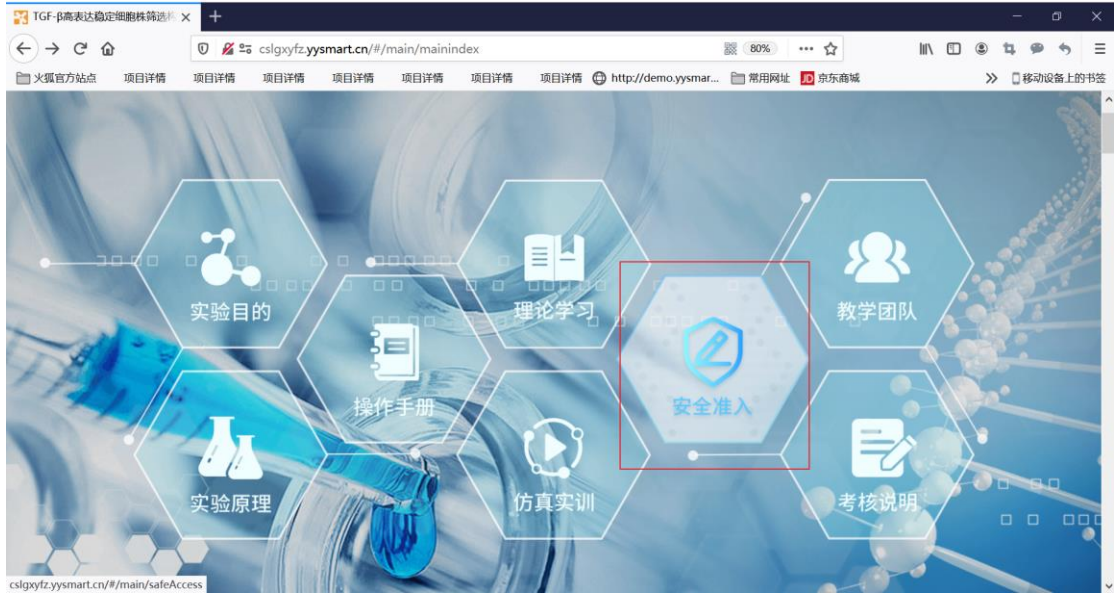 TGF-β高表达稳定细胞株筛选
cslgxyfz.yysmart.cn/#/main/mainindex
80%
火狐官方站点 项目详情 项目详情 项目详情 项目详情 项目详情 项目详情 项目详情 http://demo.yysmar... 常用网址 JD 京东商城 移动设备上的书签
实验目的
理论学习
教学团队
操作手册
安全准入
实验原理
仿真实训
考核说明
cslgxyfz.yysmart.cn/#/main/safeAccess